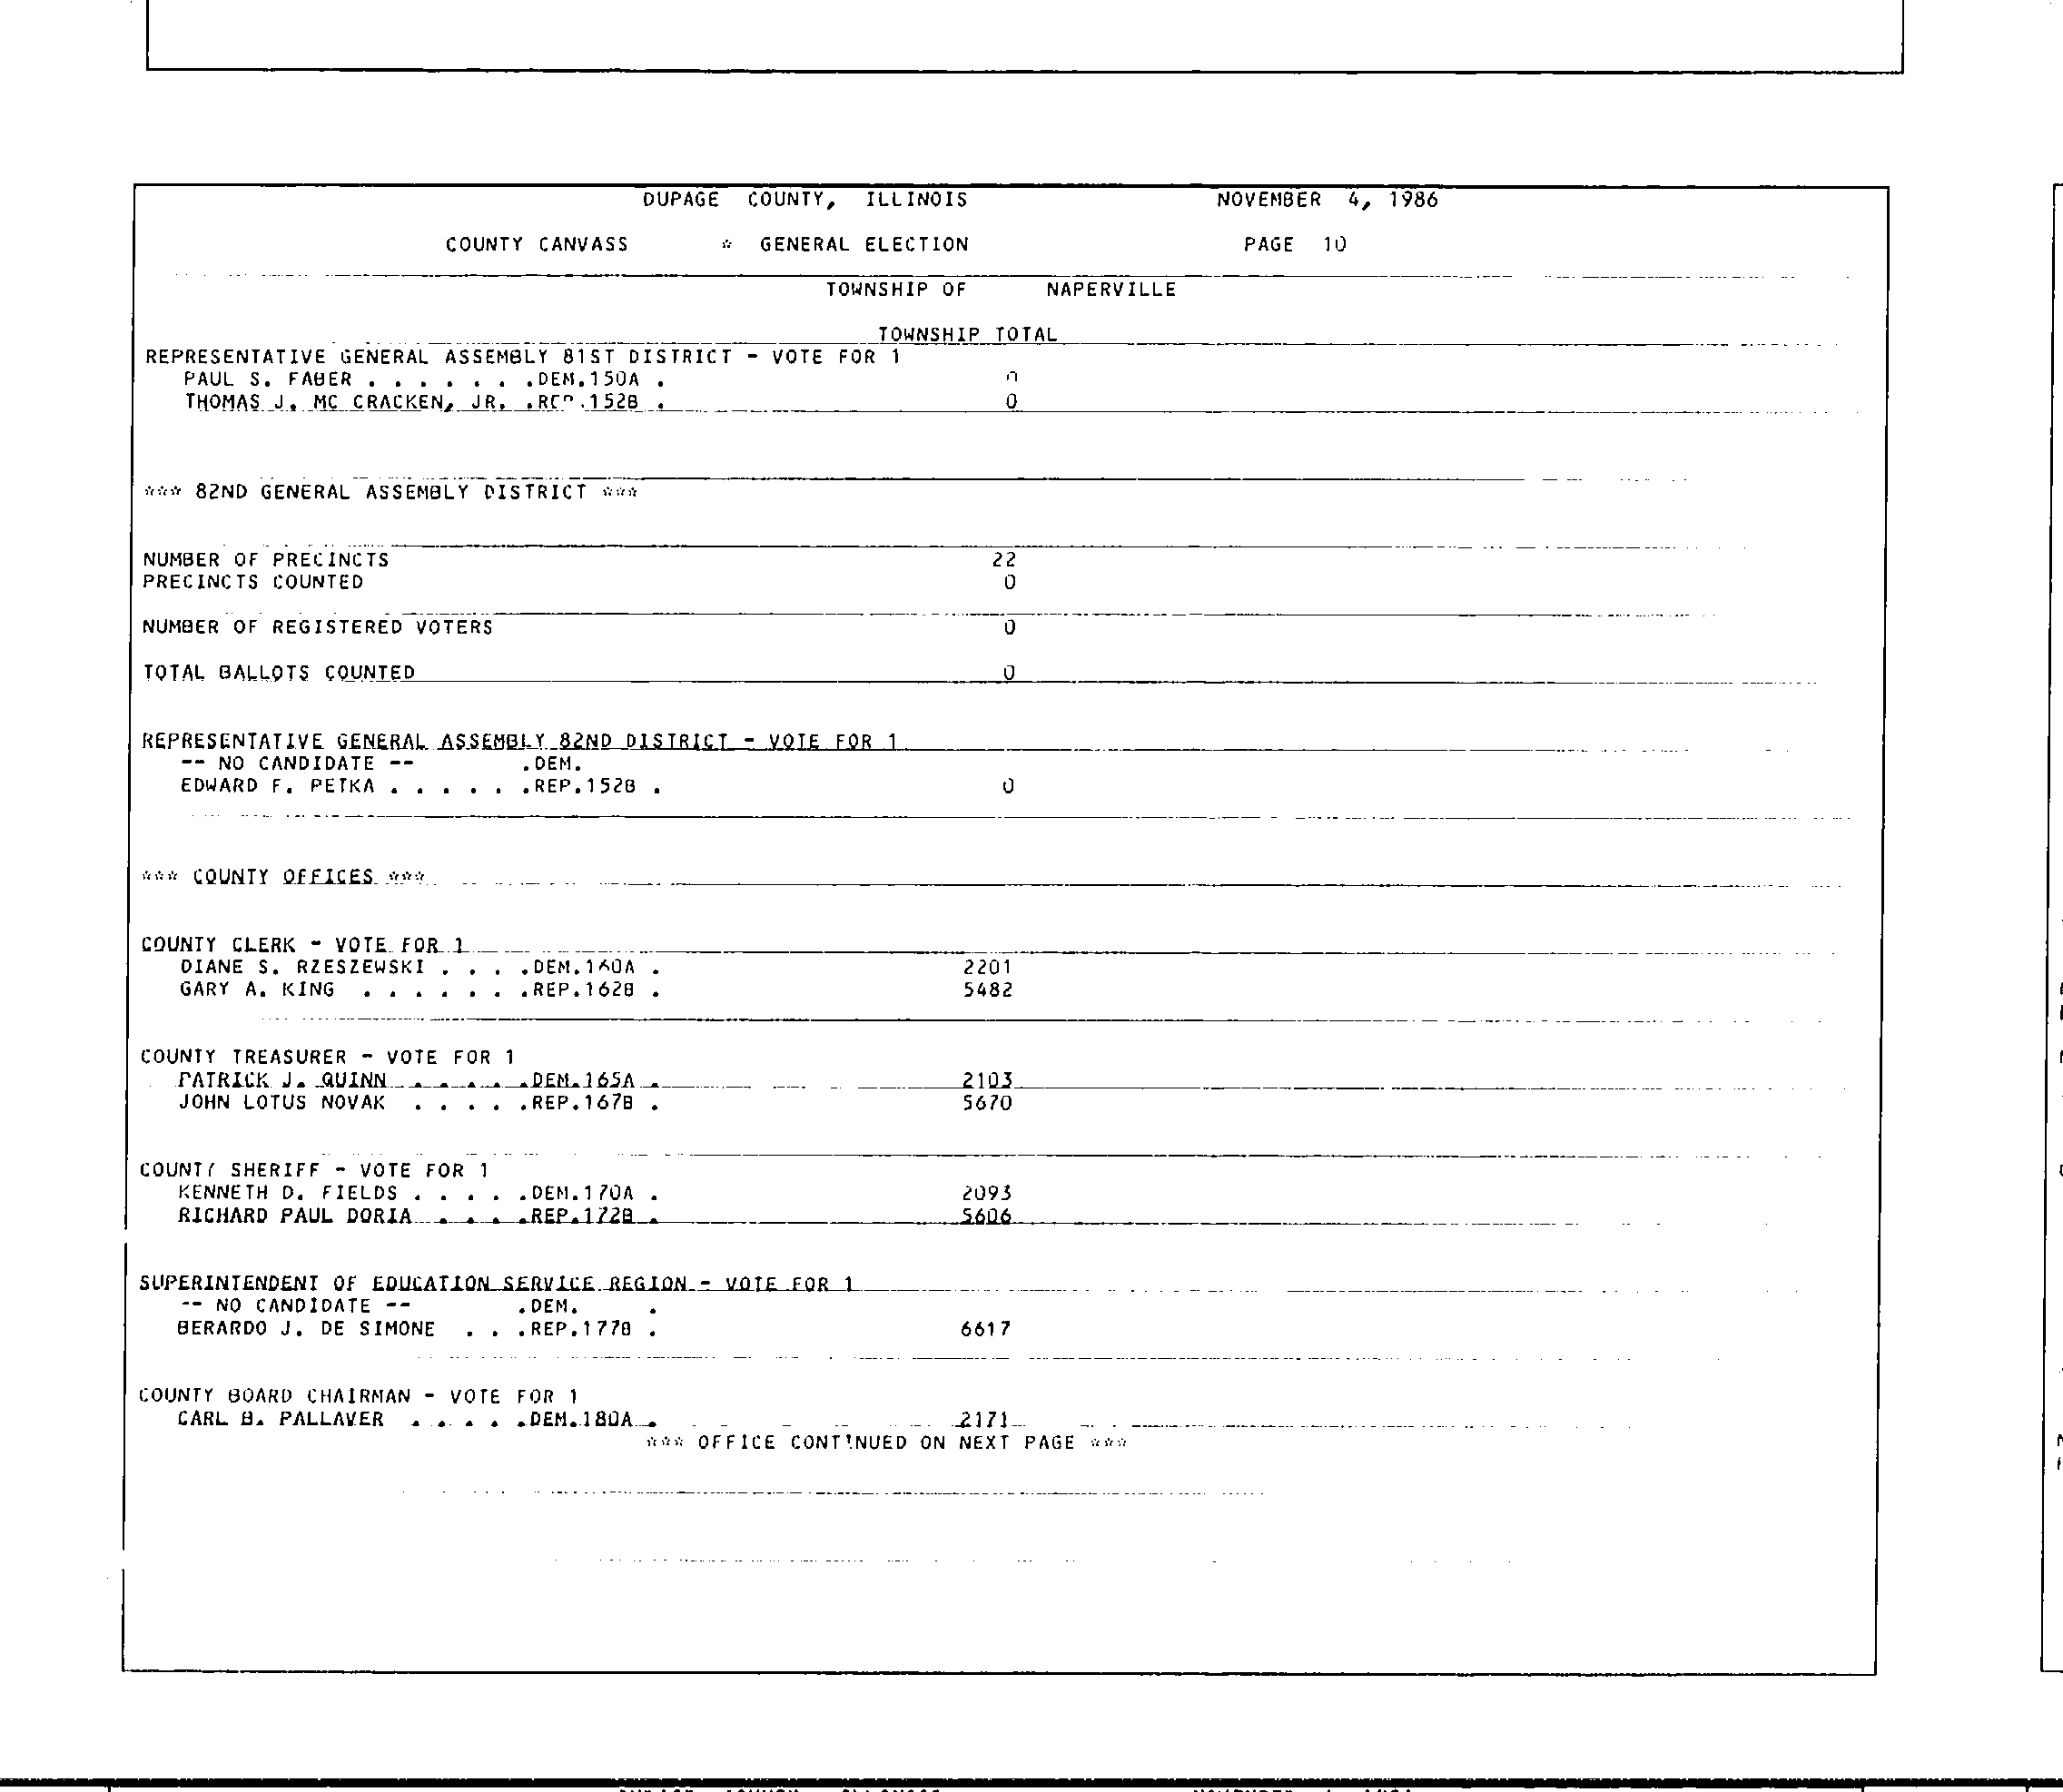 DUPAGE COUNTY, ILLINOIS NOVEMBER 4, 1986
COUNTY CANVASS * GENERAL ELECTION PAGE 10
TOWNSHIP OF NAPERVILLE
TOWNSHIP TOTAL
REPRESENTATIVE GENERAL ASSEMBLY 81ST DISTRICT - VOTE FOR 1
PAUL S. FABER . . . . . . .DEM.150A . 0
THOMAS J. MC CRACKEN, JR. .REP.152B . 0
*** 82ND GENERAL ASSEMBLY DISTRICT ***
NUMBER OF PRECINCTS 22
PRECINCTS COUNTED 0
NUMBER OF REGISTERED VOTERS 0
TOTAL BALLOTS COUNTED 0
REPRESENTATIVE GENERAL ASSEMBLY 82ND DISTRICT - VOTE FOR 1
-- NO CANDIDATE -- .DEM.
EDWARD F. PETKA . . . . . .REP.152B . 0
*** COUNTY OFFICES ***
COUNTY CLERK - VOTE FOR 1
DIANE S. RZESZEWSKI . . . .DEM.160A . 2201
GARY A. KING . . . . . . .REP.162B . 5482
COUNTY TREASURER - VOTE FOR 1
PATRICK J. QUINN . . . . .DEM.165A . 2103
JOHN LOTUS NOVAK . . . . .REP.167B . 5670
COUNTY SHERIFF - VOTE FOR 1
KENNETH D. FIELDS . . . . .DEM.170A . 2093
RICHARD PAUL DORIA . . . .REP.172B . 5606
SUPERINTENDENT OF EDUCATION SERVICE REGION - VOTE FOR 1
-- NO CANDIDATE -- .DEM. .
BERARDO J. DE SIMONE . . .REP.177B . 6617
COUNTY BOARD CHAIRMAN - VOTE FOR 1
CARL B. PALLAVER . . . . .DEM.180A . 2171
*** OFFICE CONTINUED ON NEXT PAGE ***